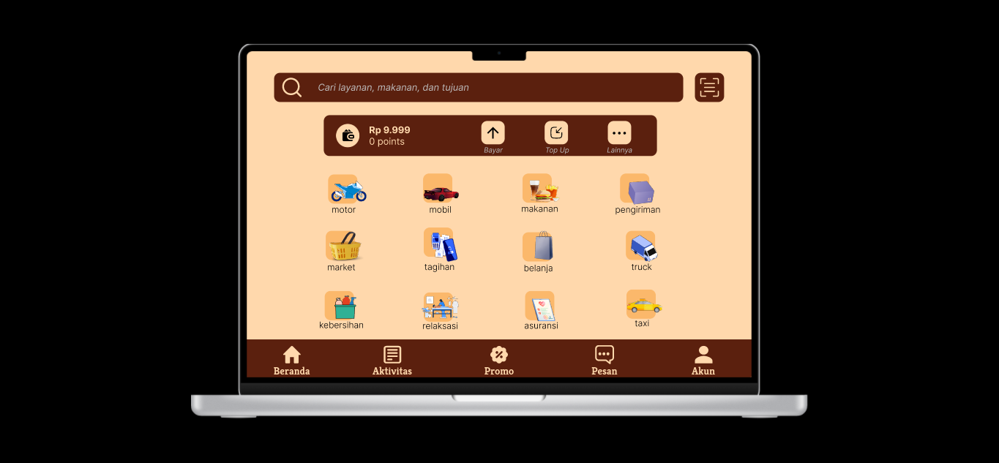 Cari layanan, makanan, dan tujuan
Rp 9.999
0 points
Bayar
Top Up
Lainnya
motor
mobil
makanan
pengiriman
market
tagihan
belanja
truck
kebersihan
relaksasi
asuransi
taxi
Beranda
Aktivitas
Promo
Pesan
Akun